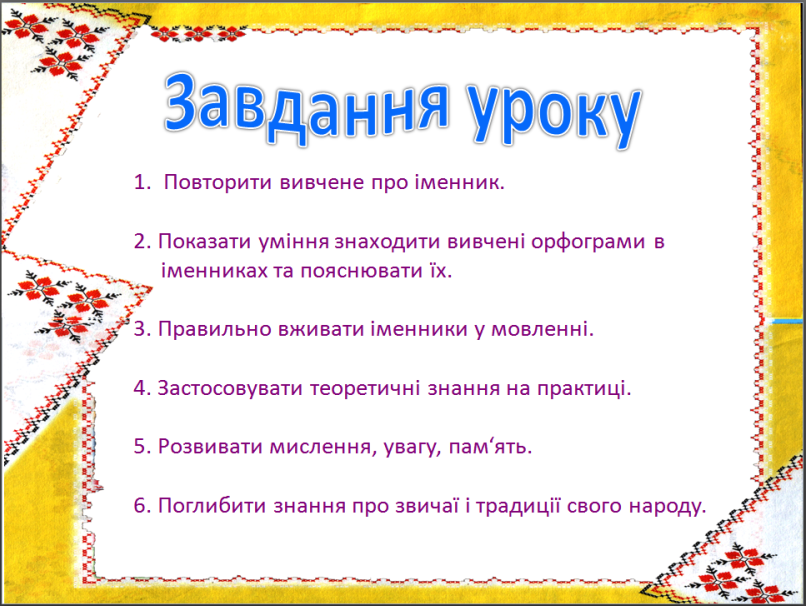 Завдання уроку
1. Повторити вивчене про іменник.
2. Показати уміння знаходити вивчені орфограми в
іменниках та пояснювати їх.
3. Правильно вживати іменники у мовленні.
4. Застосовувати теоретичні знання на практиці.
5. Розвивати мислення, увагу, пам‘ять.
6. Поглибити знання про звичаї і традиції свого народу.